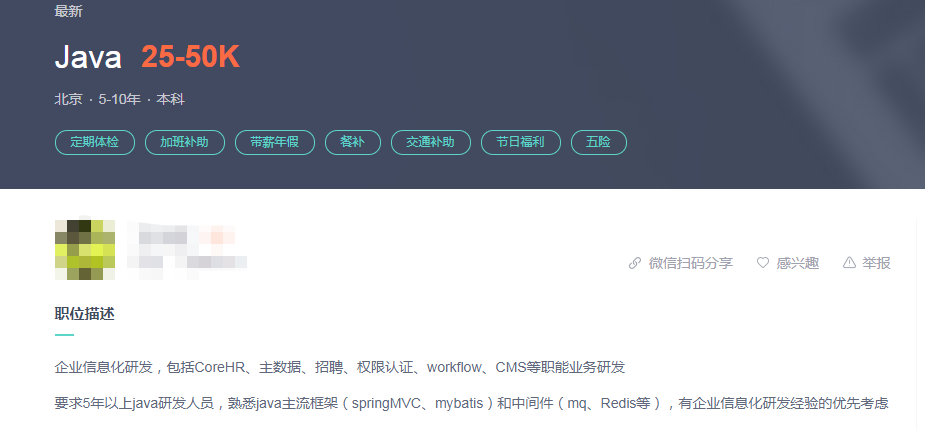 最新
Java 25-50K
北京 · 5-10年 · 本科
定期体检 加班补助 带薪年假 餐补 交通补助 节日福利 五险
微信扫码分享 感兴趣 举报
职位描述
企业信息化研发，包括CoreHR、主数据、招聘、权限认证、workflow、CMS等职能业务研发
要求5年以上java研发人员，熟悉java主流框架（springMVC、mybatis）和中间件（mq、Redis等），有企业信息化研发经验的优先考虑